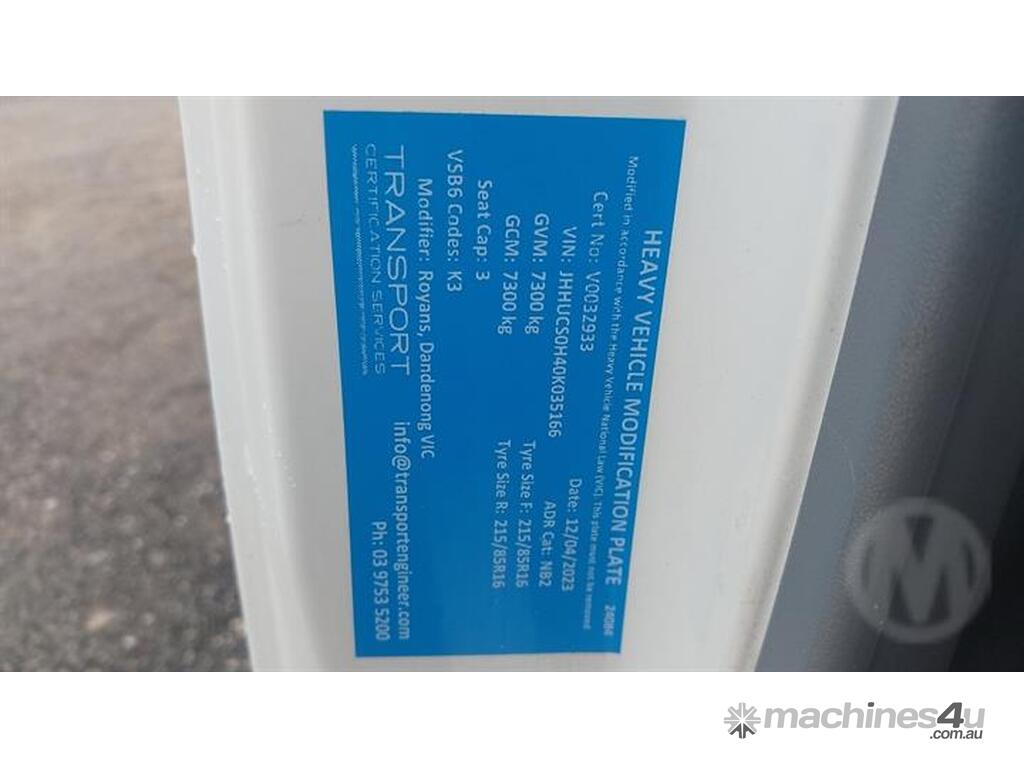 HEAVY VEHICLE MODIFICATION PLATE 24084
Modified in accordance with the Heavy Vehicle National Law (VIC). This plate must not be removed
Cert No: V0032933 Date: 12/04/2023
VIN: JHHUCS0H40K035166 ADR Cat: NB2
GVM: 7300 kg Tyre Size F: 215/85R16
GCM: 7300 kg Tyre Size R: 215/85R16
Seat Cap: 3
VSB6 Codes: K3
Modifier: Royans, Dandenong VIC
TRANSPORT info@transportengineer.com
CERTIFICATION SERVICES Ph: 03 9753 5200
M
machines4u
.com.au